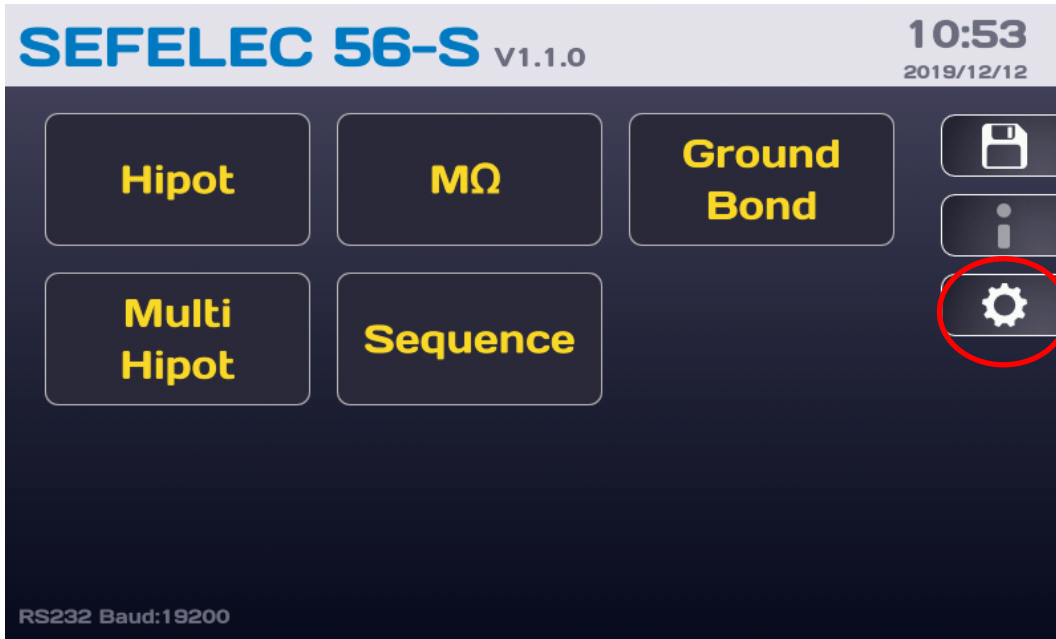 SEFELEC 56-S V1.1.0
10:53
2019/12/12
Hipot
MΩ
Ground
Bond
Multi
Hipot
Sequence
RS232 Baud:19200